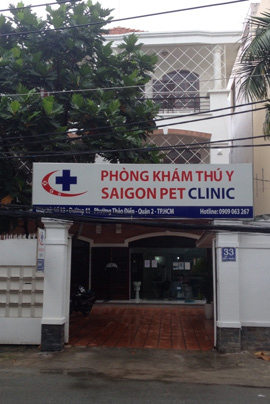 PHÒNG KHÁM THÚ Y
SAIGON PET CLINIC
Đường 41, Phường Thảo Điền - Quận 2 - TP.HCM
Hotline: 0909 063 267
33